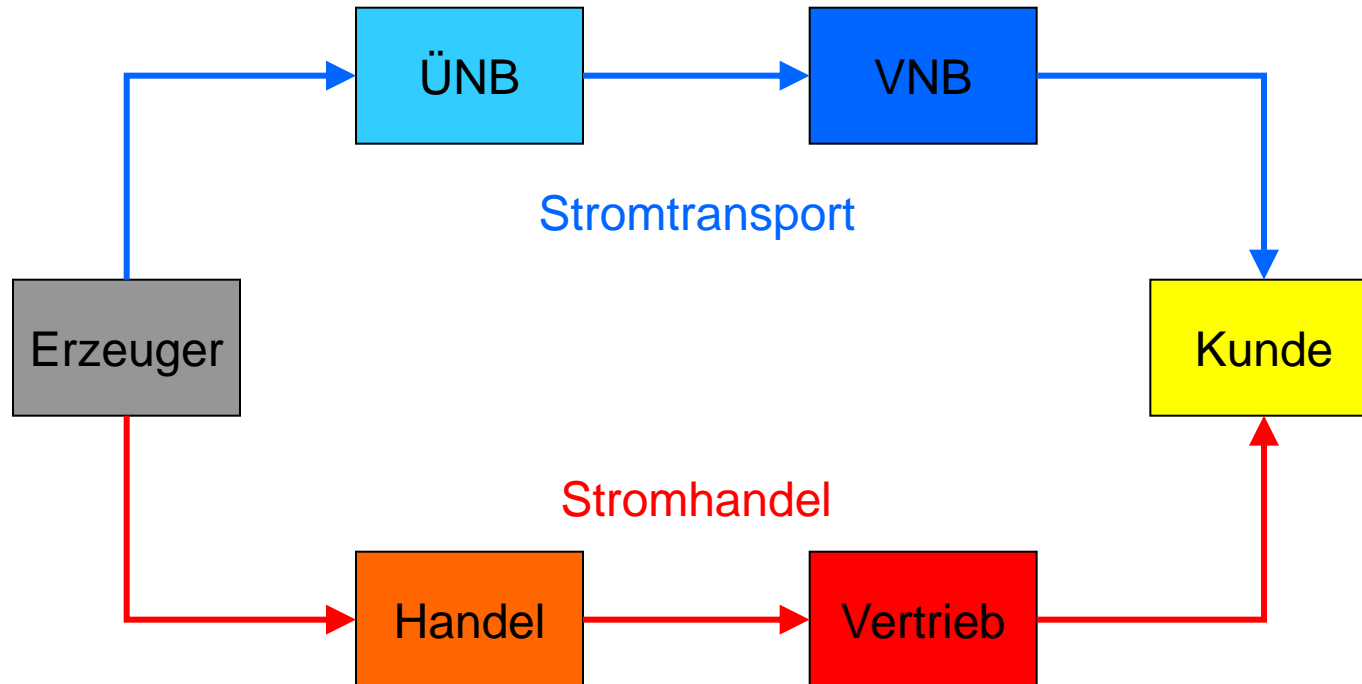 ÜNB
VNB
Stromtransport
Erzeuger
Kunde
Stromhandel
Handel
Vertrieb